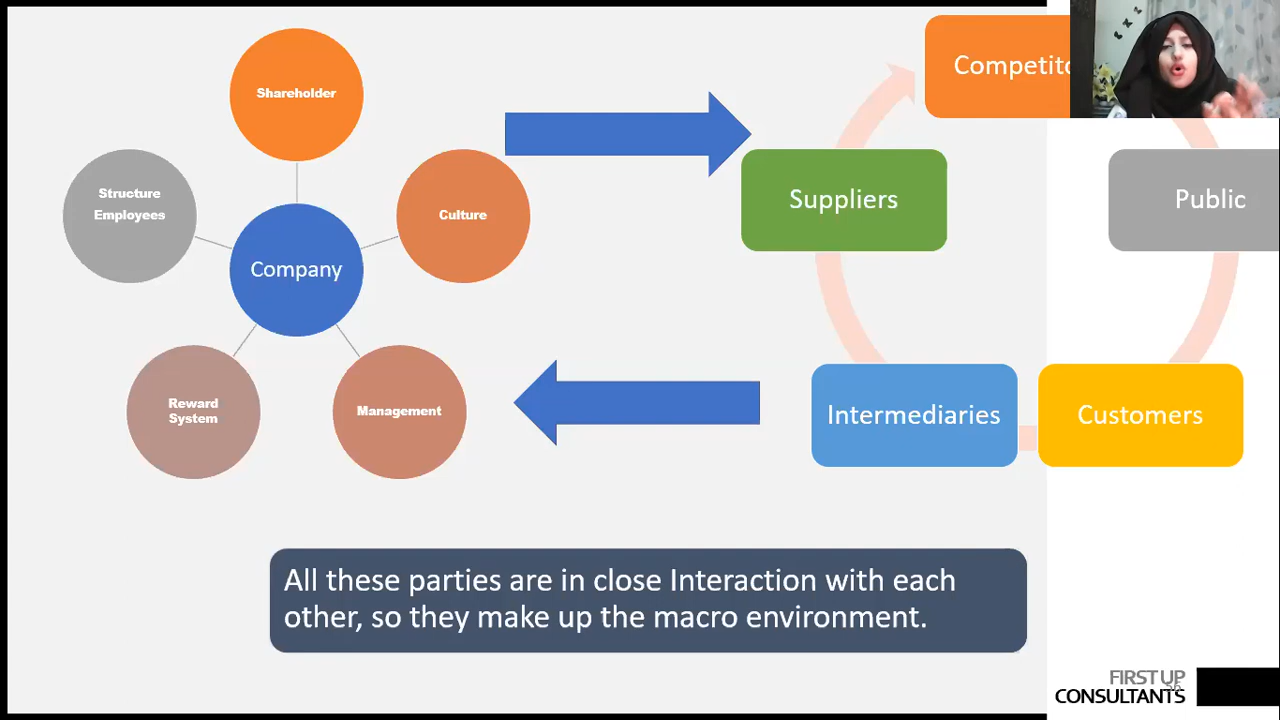 Shareholder
Structure
Employees
Culture
Company
Reward
System
Management
Suppliers
Public
Intermediaries
Customers
All these parties are in close Interaction with each
other, so they make up the macro environment.
FIRST UP
CONSULTANTS